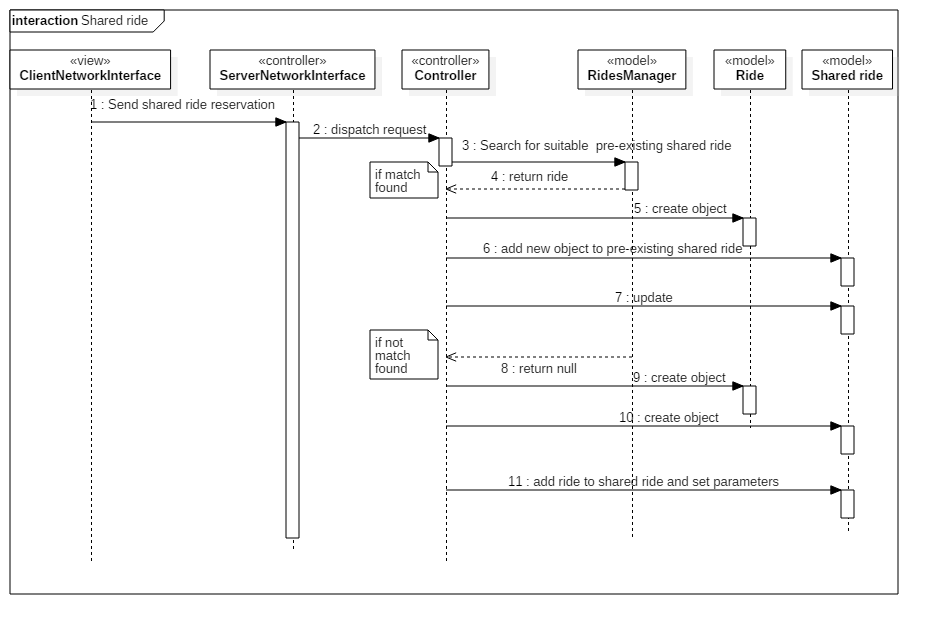 interaction Shared ride
«view»
ClientNetworkInterface
«controller»
ServerNetworkInterface
«controller»
Controller
«model»
RidesManager
«model»
Ride
«model»
Shared ride
1 : Send shared ride reservation
2 : dispatch request
3 : Search for suitable  pre-existing shared ride
if match
found
4 : return ride
5 : create object
6 : add new object to pre-existing shared ride
7 : update
if not
match
found
8 : return null
9 : create object
10 : create object
11 : add ride to shared ride and set parameters